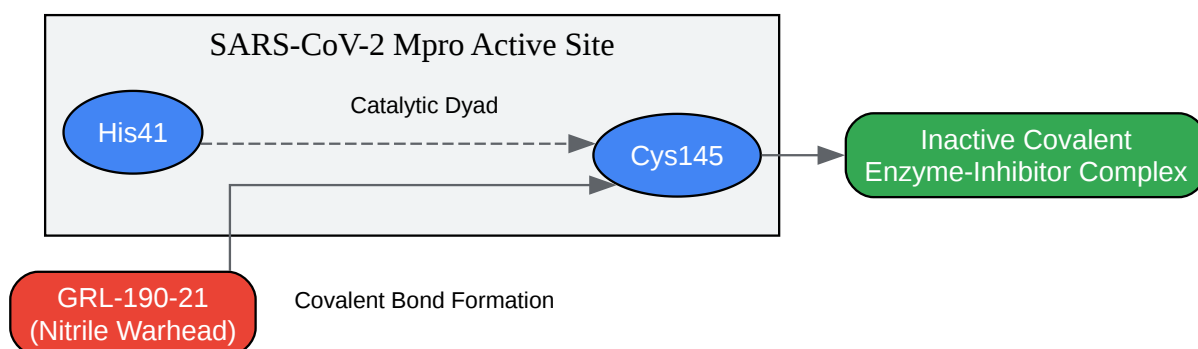 SARS-CoV-2 Mpro Active Site
Catalytic Dyad
His41
Cys145
Inactive Covalent
Enzyme-Inhibitor Complex
GRL-190-21
(Nitrile Warhead)
Covalent Bond Formation